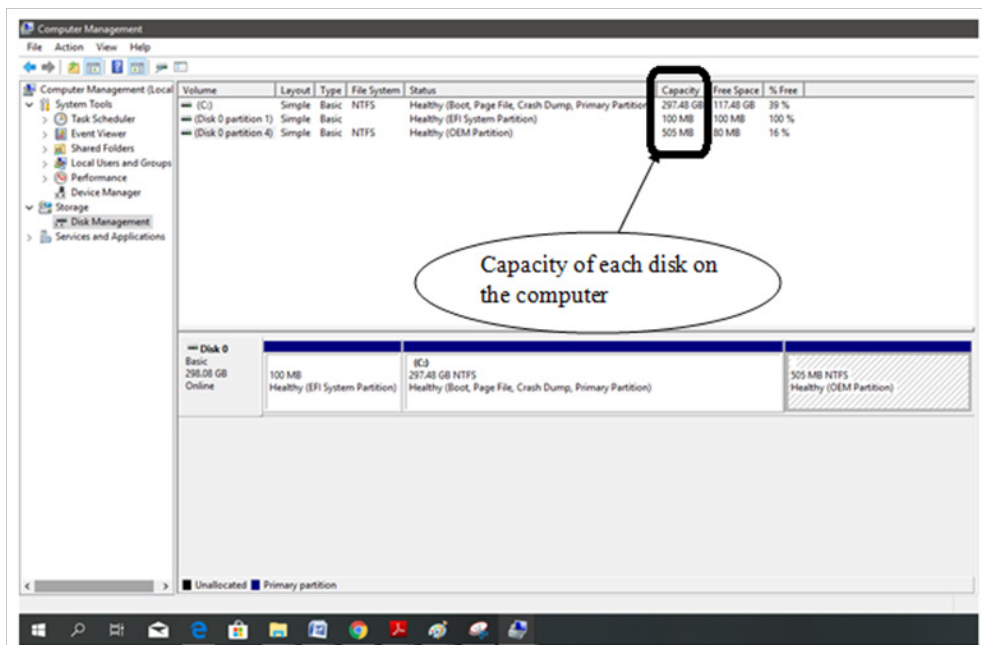 Computer Management
File Action View Help
Computer Management (Local
System Tools
Task Scheduler
Event Viewer
Shared Folders
Local Users and Groups
Performance
Device Manager
Storage
Disk Management
Services and Applications
Volume Layout Type File System Status Capacity Free Space % Free
(C:) Simple Basic NTFS Healthy (Boot, Page File, Crash Dump, Primary Partition 297.48 GB 117.48 GB 39 %
(Disk 0 partition 1) Simple Basic Healthy (EFI System Partition) 100 MB 100 MB 100 %
(Disk 0 partition 4) Simple Basic NTFS Healthy (OEM Partition) 505 MB 80 MB 16 %
Capacity of each disk on
the computer
Disk 0
Basic
298.08 GB
Online
100 MB
Healthy (EFI System Partition)
(C:)
297.48 GB NTFS
Healthy (Boot, Page File, Crash Dump, Primary Partition)
505 MB NTFS
Healthy (OEM Partition)
Unallocated Primary partition